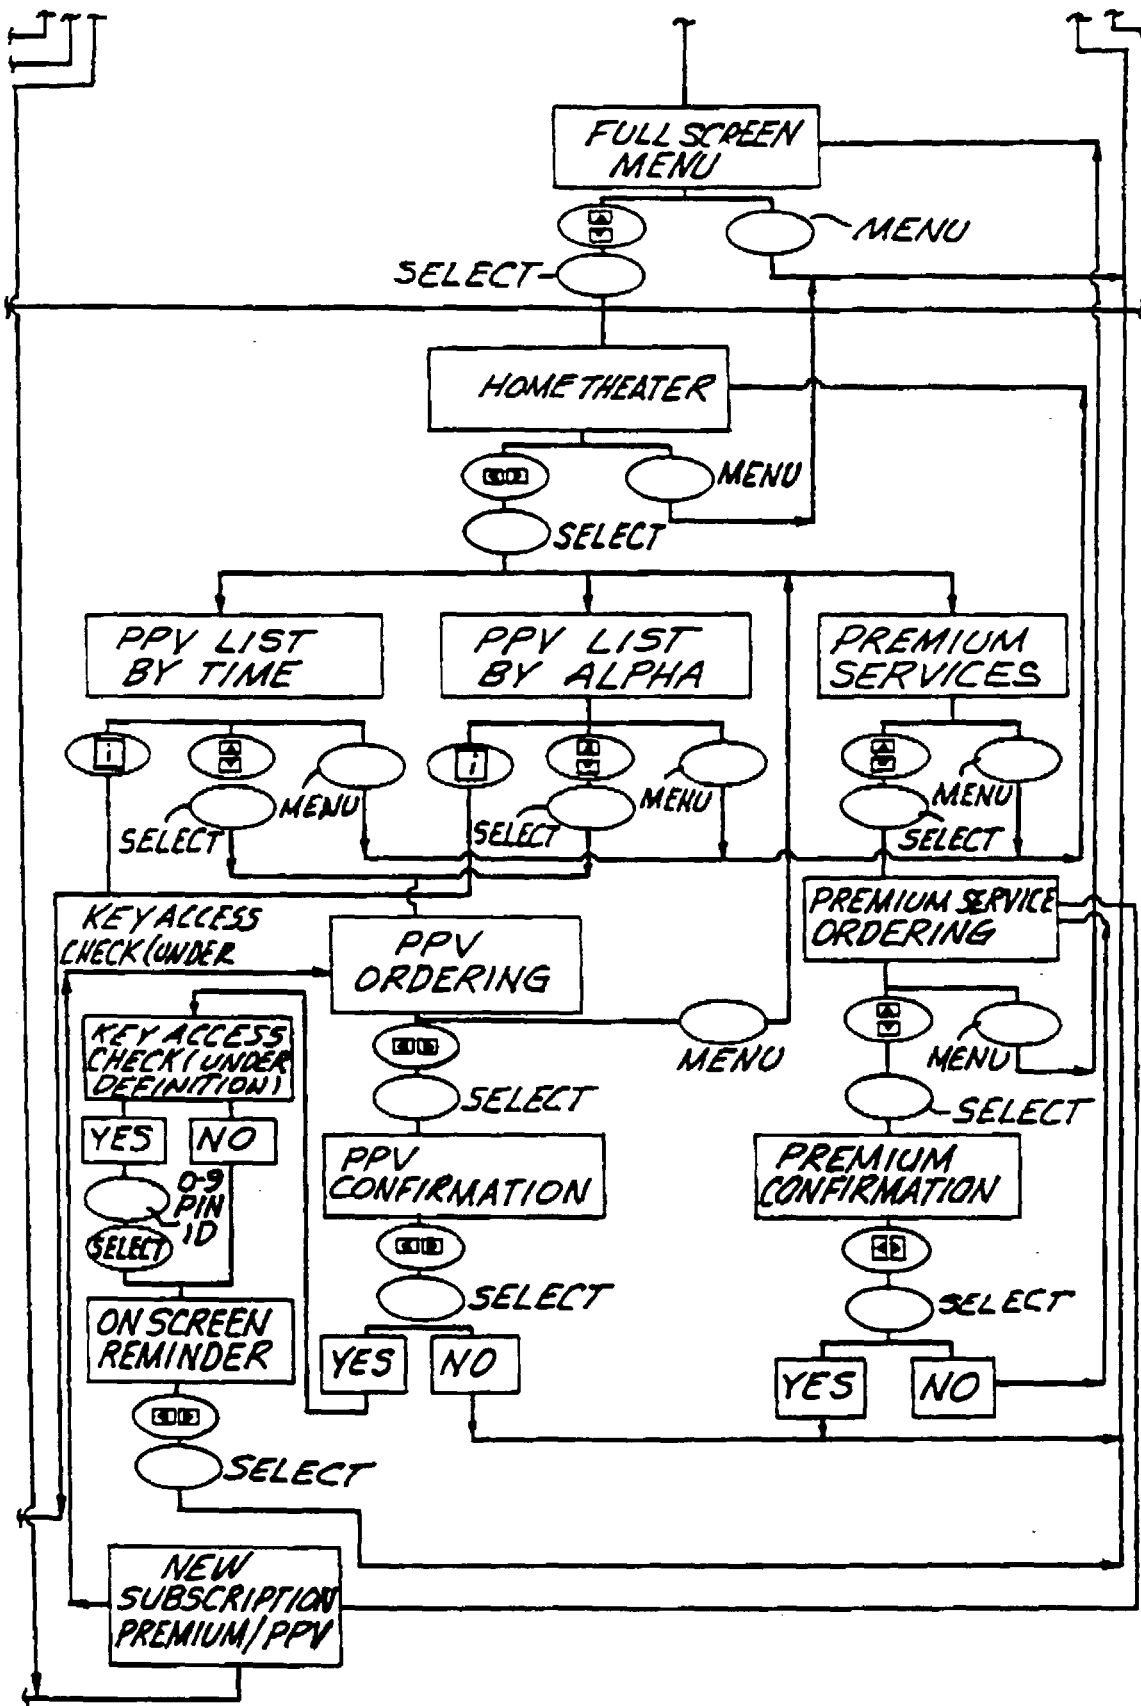 FULL SCREEN
MENU
MENU
SELECT
HOME THEATER
MENU
SELECT
PPV LIST
BY TIME
PPV LIST
BY ALPHA
PREMIUM
SERVICES
i
i
MENU
MENU
MENU
SELECT
SELECT
SELECT
KEY ACCESS
CHECK (UNDER
PPV
ORDERING
PREMIUM SERVICE
ORDERING
KEY ACCESS
CHECK (UNDER
DEFINITION)
MENU
MENU
SELECT
SELECT
YES
NO
PPV
CONFIRMATION
PREMIUM
CONFIRMATION
0-9
PIN
ID
SELECT
SELECT
SELECT
ON SCREEN
REMINDER
YES
NO
YES
NO
SELECT
NEW
SUBSCRIPTION
PREMIUM/PPV